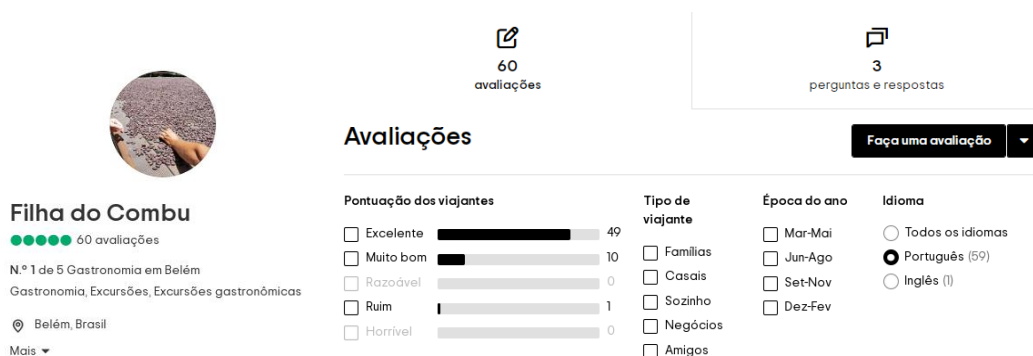 60
avaliações
3
perguntas e respostas
Filha do Combu
60 avaliações
N.º 1 de 5 Gastronomia em Belém
Gastronomia, Excursões, Excursões gastronômicas
Belém, Brasil
Mais
Avaliações
Faça uma avaliação
Pontuação dos viajantes
Excelente 49
Muito bom 10
Razoável 0
Ruim 1
Horrível 0
Tipo de
viajante
Famílias
Casais
Sozinho
Negócios
Amigos
Época do ano
Mar-Mai
Jun-Ago
Set-Nov
Dez-Fev
Idioma
Todos os idiomas
Português (59)
Inglês (1)